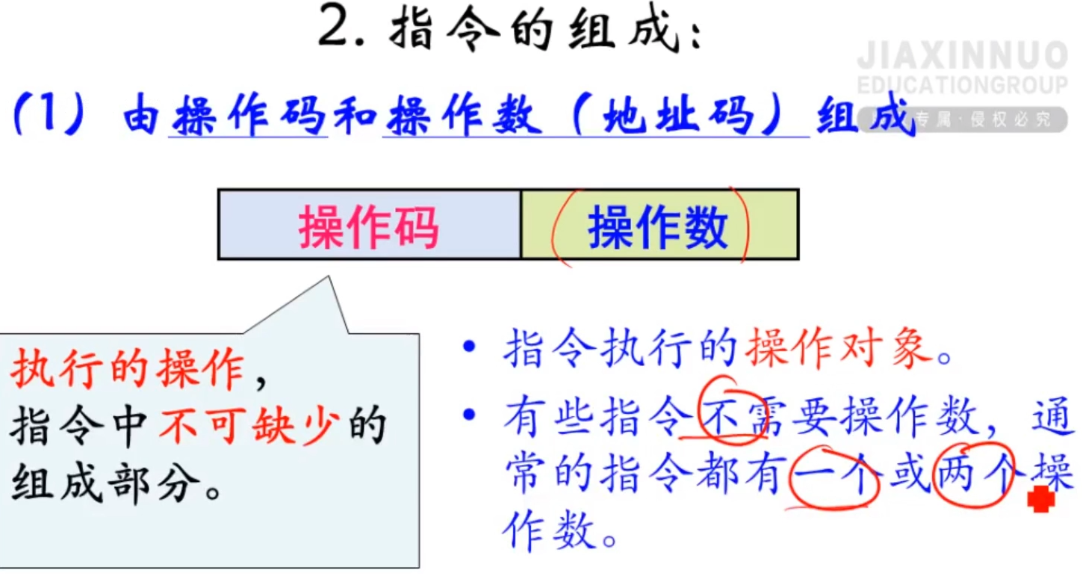 2. 指令的组成:
JIAXINNUO
EDUCATIONGROUP
专属·侵权必究
(1) 由操作码和操作数（地址码）组成
操作码
操作数
执行的操作，
指令中不可缺少的
组成部分。
• 指令执行的操作对象。
• 有些指令不需要操作数，通
常的指令都有一个或两个操
作数。